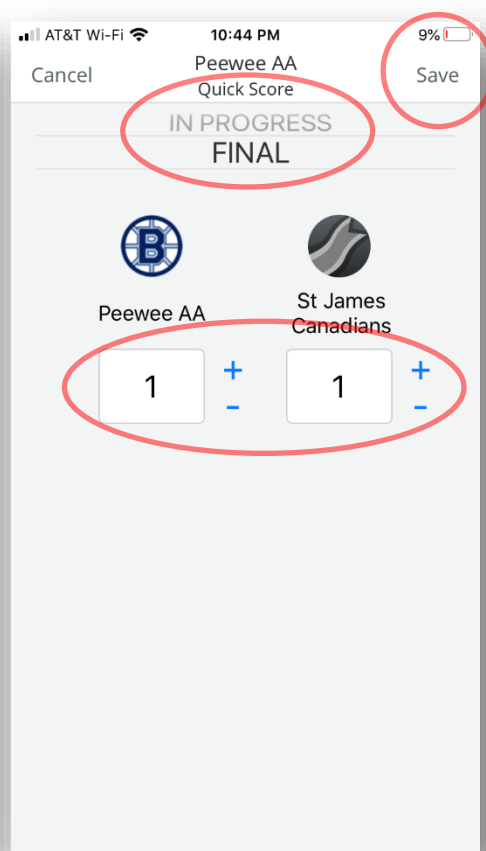 AT&T Wi-Fi 10:44 PM 9%
Cancel Peewee AA Save
Quick Score
IN PROGRESS
FINAL
B
Peewee AA St James
Canadians
1 + 1 +
- -